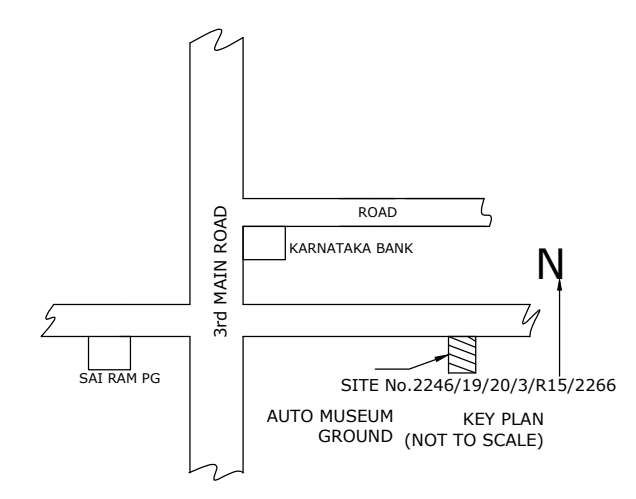 ROAD
3rd MAIN ROAD
KARNATAKA BANK
N
SAI RAM PG
SITE No.2246/19/20/3/R15/2266
AUTO MUSEUM
GROUND
KEY PLAN
(NOT TO SCALE)